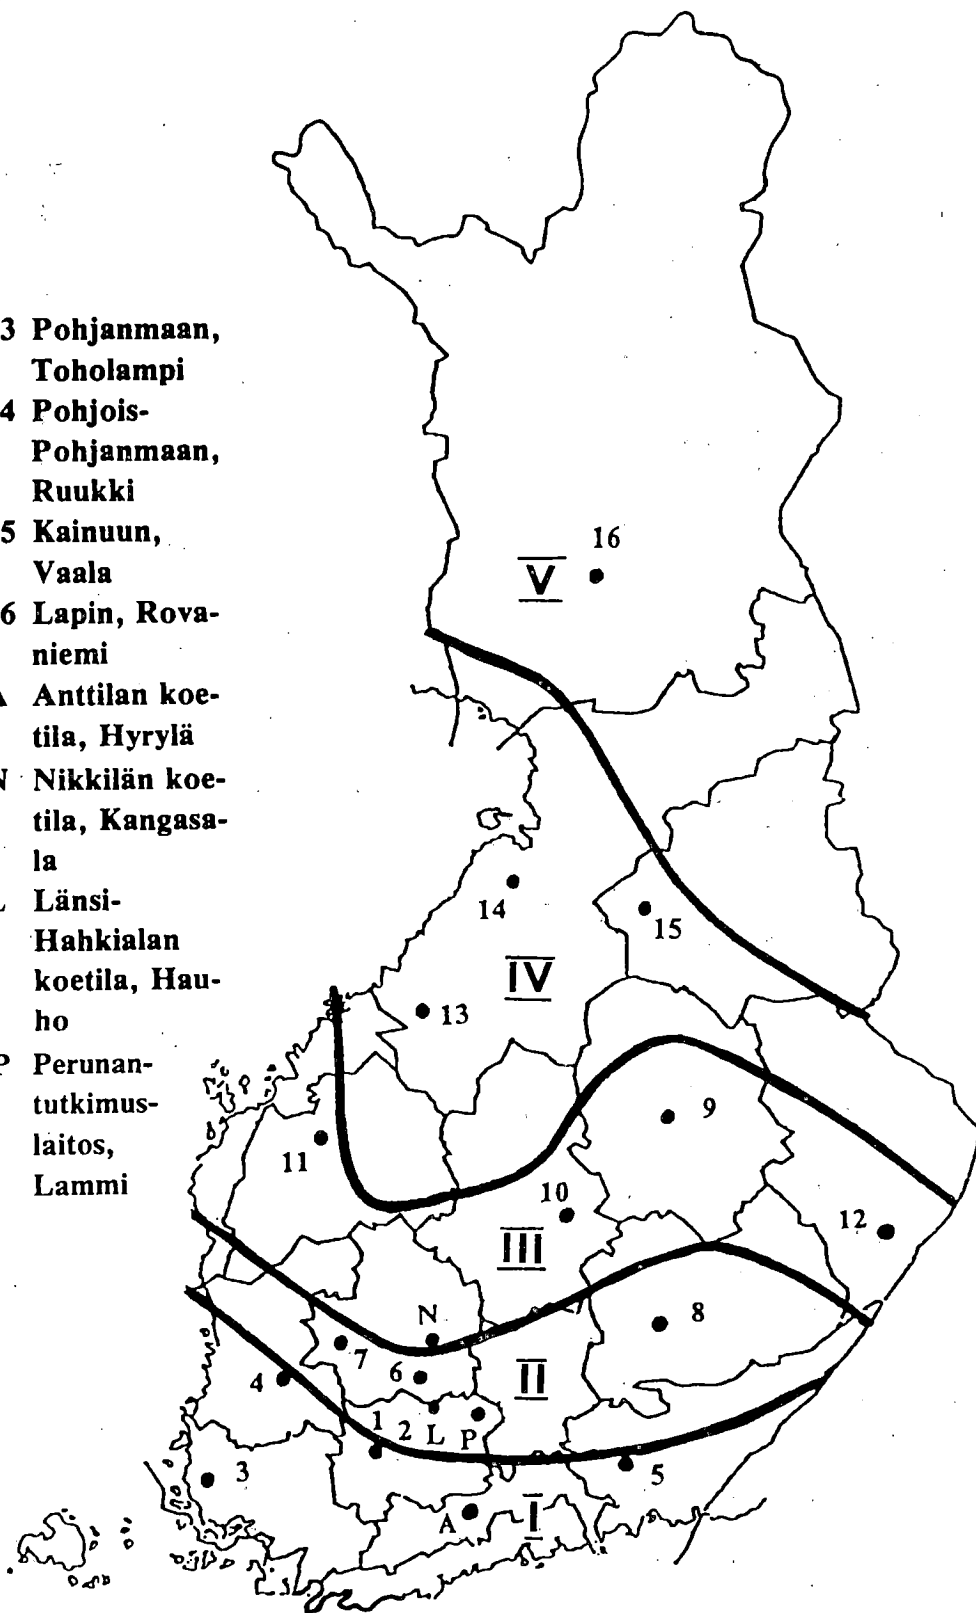 3 Pohjanmaan,
Toholampi
4 Pohjois-
Pohjanmaan,
Ruukki
5 Kainuun,
Vaala
6 Lapin, Rova-
niemi
A Anttilan koe-
tila, Hyrylä
N Nikkilän koe-
tila, Kangasa-
la
L Länsi-
Hahkialan
koetila, Hau-
ho
P Perunan-
tutkimus-
laitos,
Lammi
16
V
14
15
IV
13
9
11
10
12
III
N
8
7
6
II
4
1
2
L
P
3
5
A
I